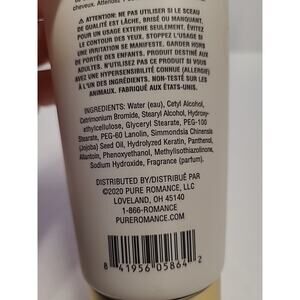 cheveux.
⚠ ATTENTION: NE PAS UTILISER SI LE SCEAU
DE QUALITÉ EST LÂCHE, BRISÉ OU MANQUANT.
POUR UN USAGE EXTERNE SEULEMENT. ÉVITEZ
LE CONTOUR DES YEUX. STOPPEZ L'USAGE SI
UNE IRRITATION SE MANIFESTE. GARDER HORS
DE PORTÉE DES ENFANTS. PRODUIT DESTINÉ AUX
ADULTES. N'UTILISEZ PAS CE PRODUIT SI VOUS
AVEZ UNE HYPERSENSIBILITÉ CONNUE (ALLERGIE)
À L'UN DE CES INGRÉDIENTS. NON-TESTÉ SUR LES
ANIMAUX. FABRIQUÉ AUX ÉTATS-UNIS.
INGREDIENTS: Water (eau), Cetyl Alcohol,
Cetrimonium Bromide, Stearyl Alcohol, Hydroxy-
ethylcellulose, Glyceryl Stearate, PEG-100
Stearate, PEG-60 Lanolin, Simmondsia Chinensis
(Jojoba) Seed Oil, Hydrolyzed Keratin, Panthenol,
Allantoin, Phenoxyethanol, Methylisothiazolinone,
Sodium Hydroxide, Fragrance (parfum).
DISTRIBUTED BY/DISTRIBUÉ PAR
©2020 PURE ROMANCE, LLC
LOVELAND, OH 45140
1-866-ROMANCE
PUREROMANCE.COM
8 41956 05864 2